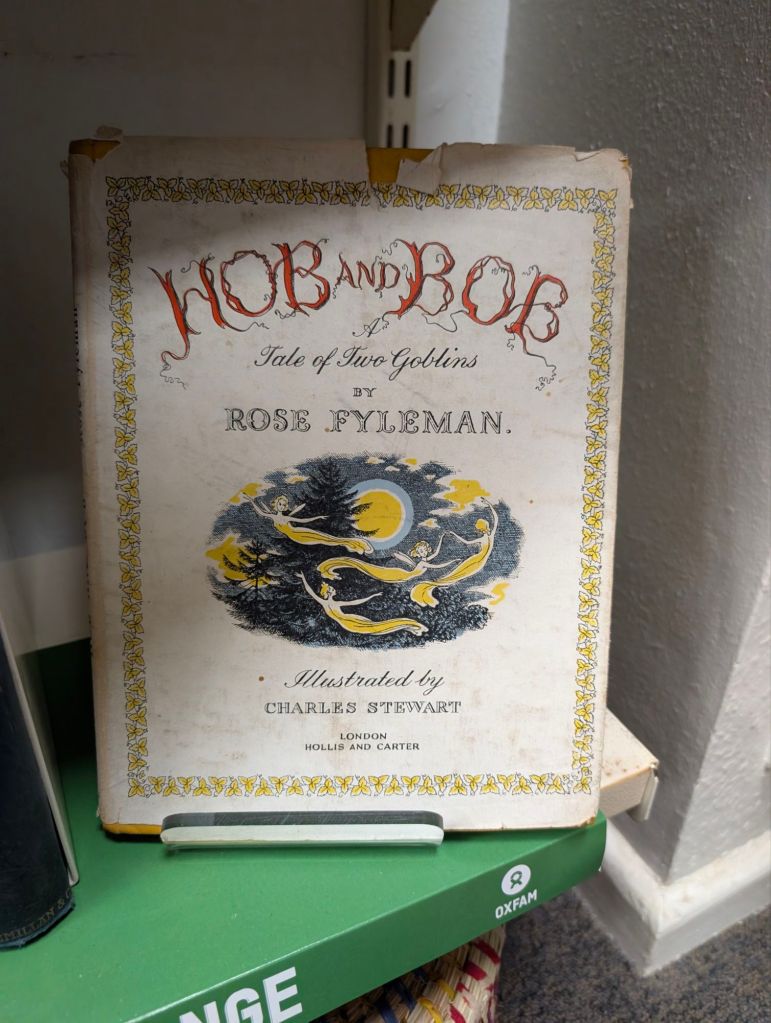 HOB AND BOB
A
Tale of Two Goblins
BY
ROSE FYLEMAN.
Illustrated by
CHARLES STEWART
LONDON
HOLLIS AND CARTER
OXFAM
NGE